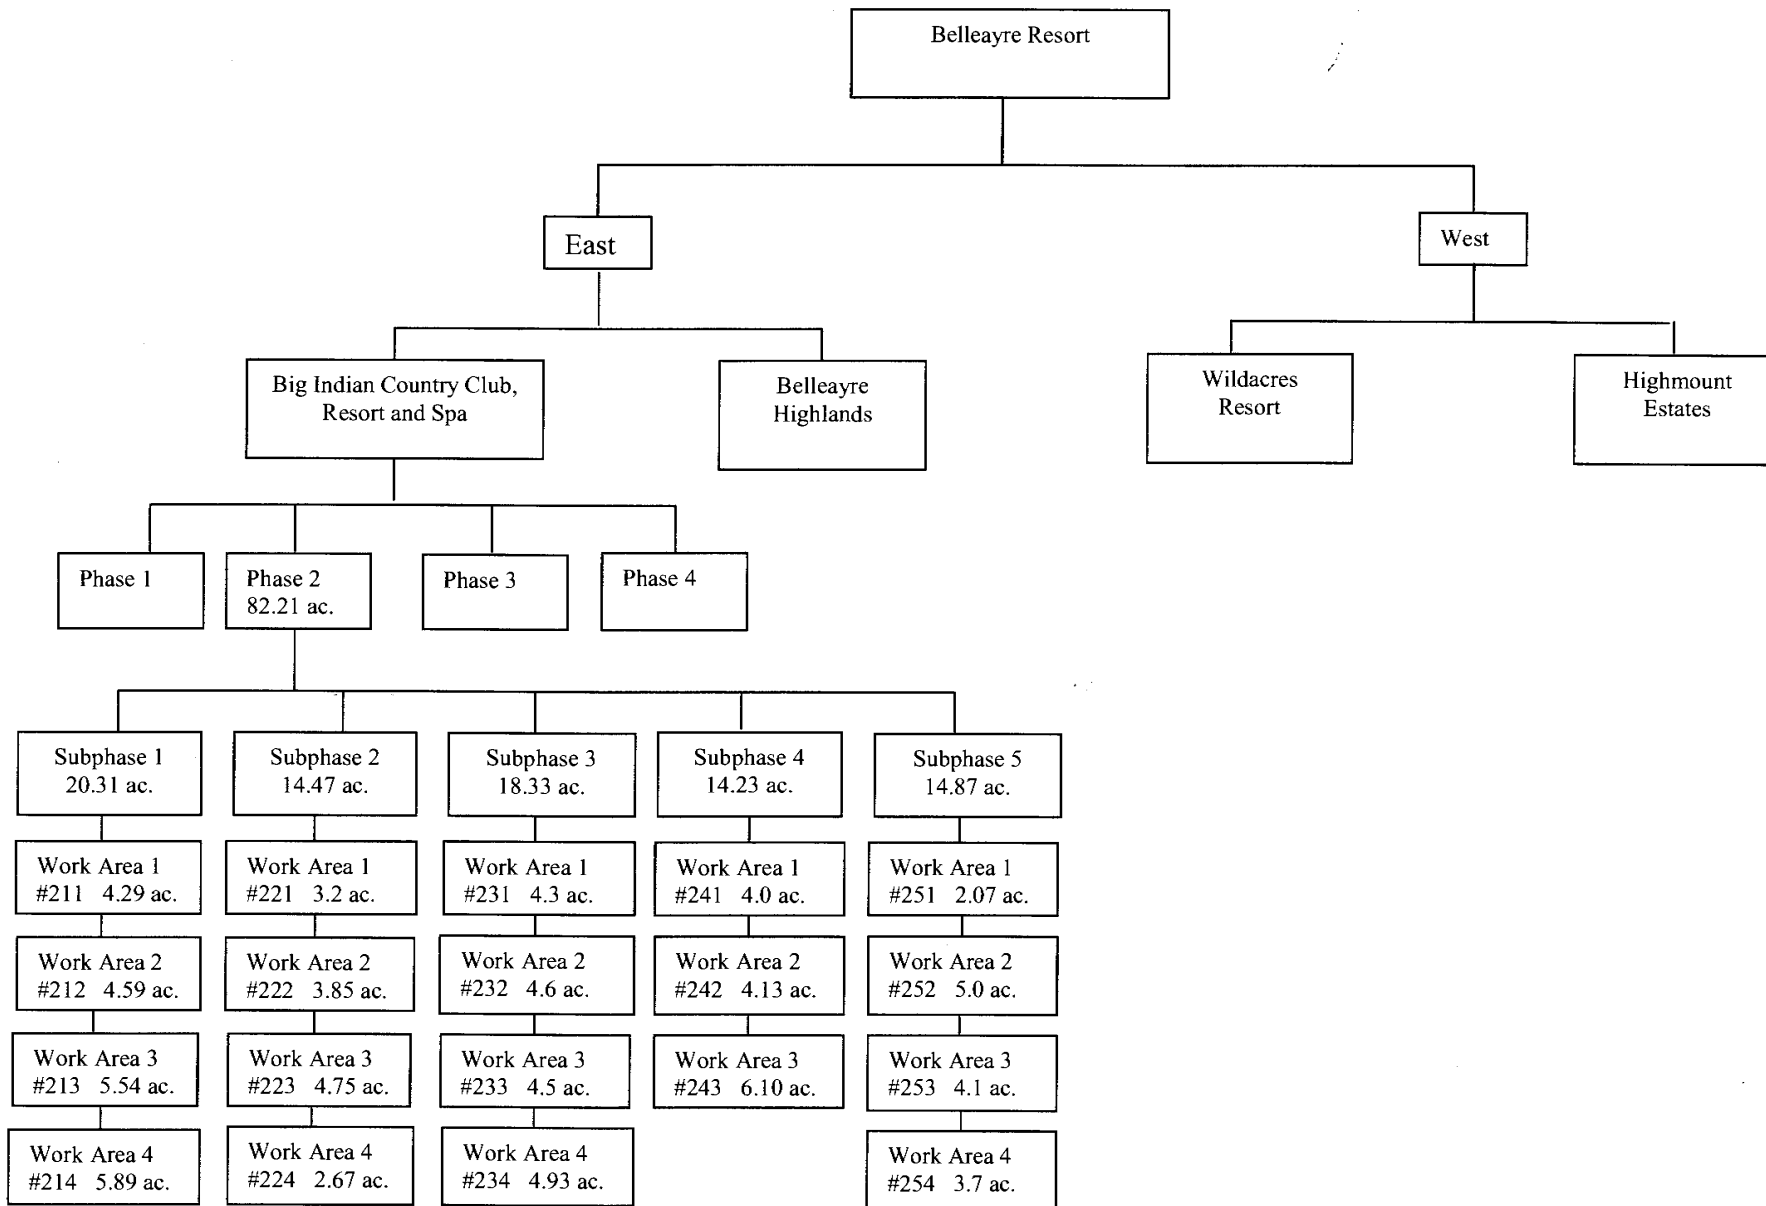 Belleayre Resort
East
West
Big Indian Country Club,
Resort and Spa
Belleayre
Highlands
Wildacres
Resort
Highmount
Estates
Phase 1
Phase 2
82.21 ac.
Phase 3
Phase 4
Subphase 1
20.31 ac.
Subphase 2
14.47 ac.
Subphase 3
18.33 ac.
Subphase 4
14.23 ac.
Subphase 5
14.87 ac.
Work Area 1
#211 4.29 ac.
Work Area 1
#221 3.2 ac.
Work Area 1
#231 4.3 ac.
Work Area 1
#241 4.0 ac.
Work Area 1
#251 2.07 ac.
Work Area 2
#212 4.59 ac.
Work Area 2
#222 3.85 ac.
Work Area 2
#232 4.6 ac.
Work Area 2
#242 4.13 ac.
Work Area 2
#252 5.0 ac.
Work Area 3
#213 5.54 ac.
Work Area 3
#223 4.75 ac.
Work Area 3
#233 4.5 ac.
Work Area 3
#243 6.10 ac.
Work Area 3
#253 4.1 ac.
Work Area 4
#214 5.89 ac.
Work Area 4
#224 2.67 ac.
Work Area 4
#234 4.93 ac.
Work Area 4
#254 3.7 ac.